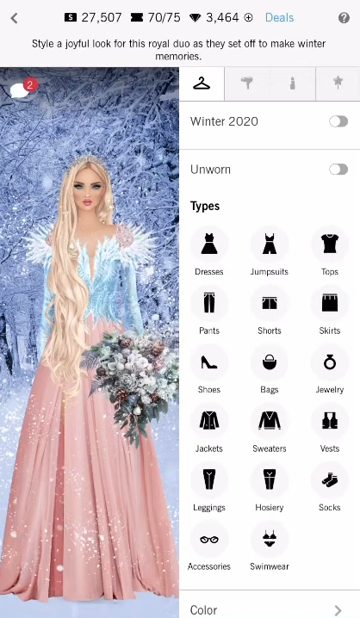 27,507 70/75 3,464 Deals
Style a joyful look for this royal duo as they set off to make winter
memories.
2
Winter 2020
Unworn
Types
Dresses Jumpsuits Tops
Pants Shorts Skirts
Shoes Bags Jewelry
Jackets Sweaters Vests
Leggings Hosiery Socks
Accessories Swimwear
Color